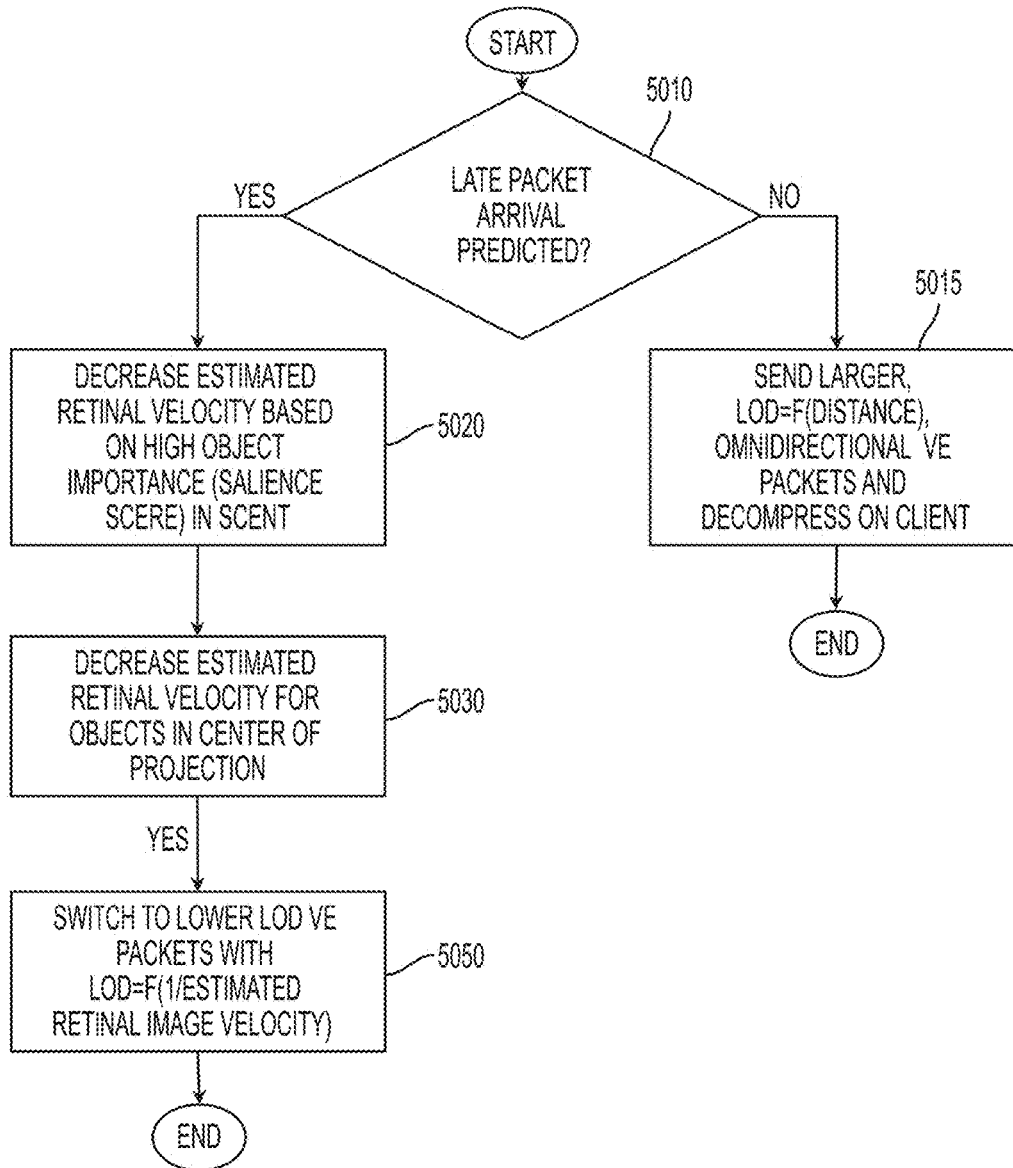 START
5010
LATE PACKET
ARRIVAL
PREDICTED?
YES
NO
5015
DECREASE ESTIMATED
RETINAL VELOCITY BASED
ON HIGH OBJECT
IMPORTANCE (SALIENCE
SCERE) IN SCENT
5020
SEND LARGER,
LOD=F(DISTANCE),
OMNIDIRECTIONAL VE
PACKETS AND
DECOMPRESS ON CLIENT
END
DECREASE ESTIMATED
RETINAL VELOCITY FOR
OBJECTS IN CENTER OF
PROJECTION
5030
YES
SWITCH TO LOWER LOD VE
PACKETS WITH
LOD=F(1/ESTIMATED
RETINAL IMAGE VELOCITY)
5050
END